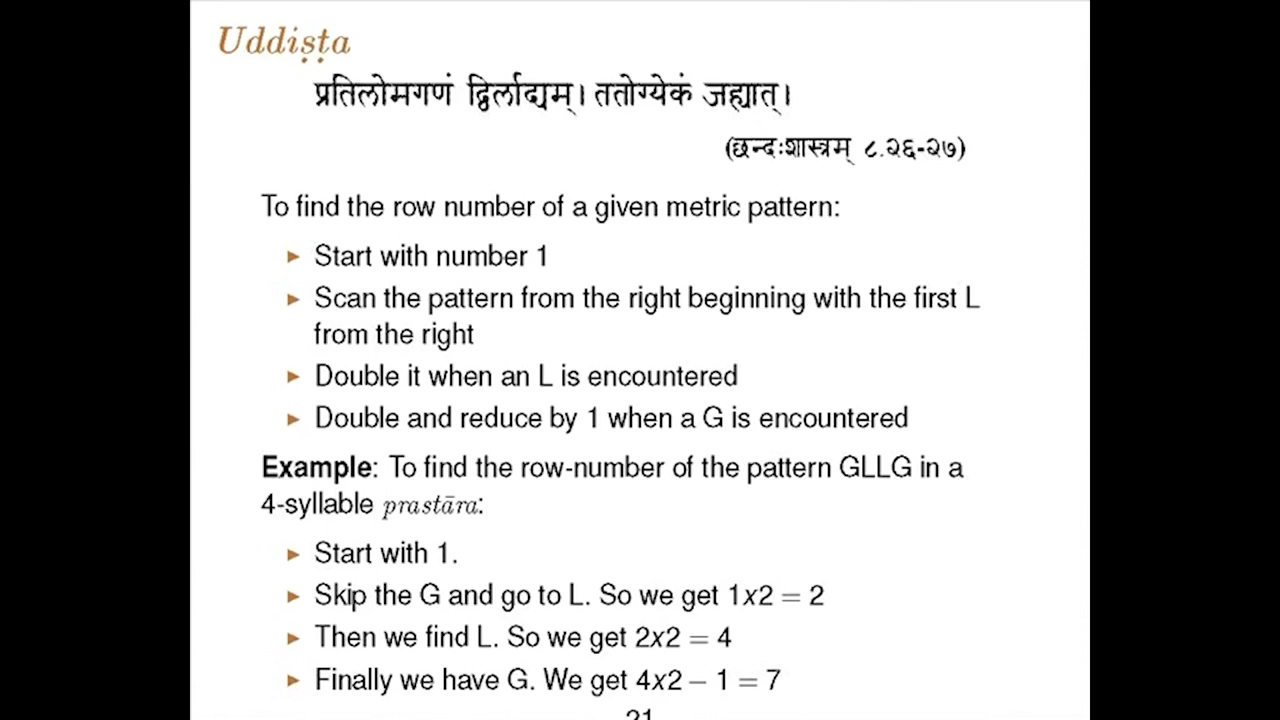 Uddiṣṭa
प्रतिलोमगणं द्विर्लाद्यम्। ततोग्येकं जह्यात्।
(छन्दःशास्त्रम् ८.२६-२७)
To find the row number of a given metric pattern:
► Start with number 1
► Scan the pattern from the right beginning with the first L
from the right
► Double it when an L is encountered
► Double and reduce by 1 when a G is encountered
Example: To find the row-number of the pattern GLLG in a
4-syllable prastāra:
► Start with 1.
► Skip the G and go to L. So we get 1x2 = 2
► Then we find L. So we get 2x2 = 4
► Finally we have G. We get 4x2 − 1 = 7
21